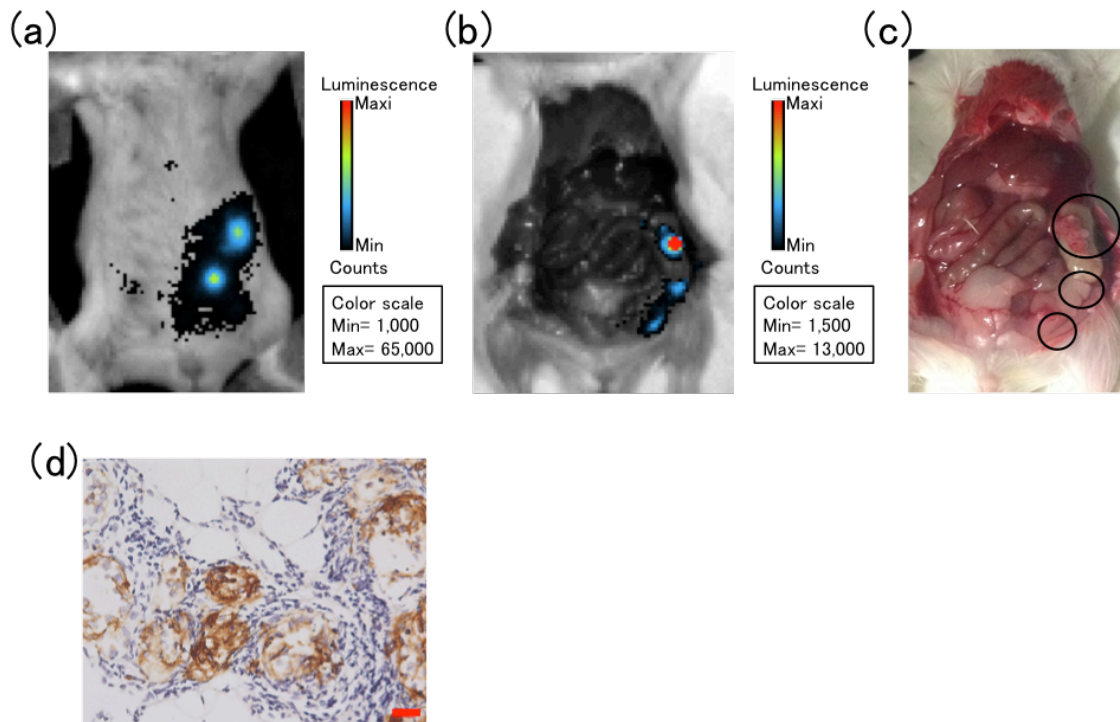 (a)
Luminescence
Maxi
Min
Counts
Color scale
Min= 1,000
Max= 65,000
(b)
Luminescence
Maxi
Min
Counts
Color scale
Min= 1,500
Max= 13,000
(c)
(d)